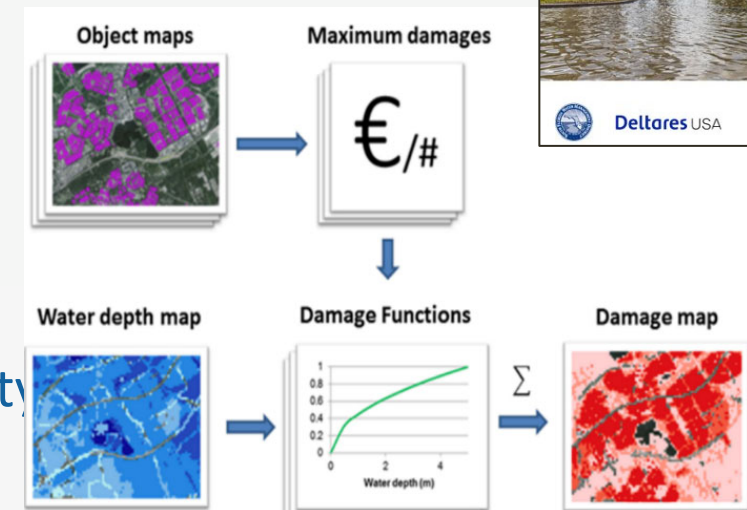 Object maps
Maximum damages
€/#
Deltares USA
Water depth map
Damage Functions
Damage map
ty
1
0.8
0.6
0.4
0.2
0
0 2 4
Water depth (m)
∑